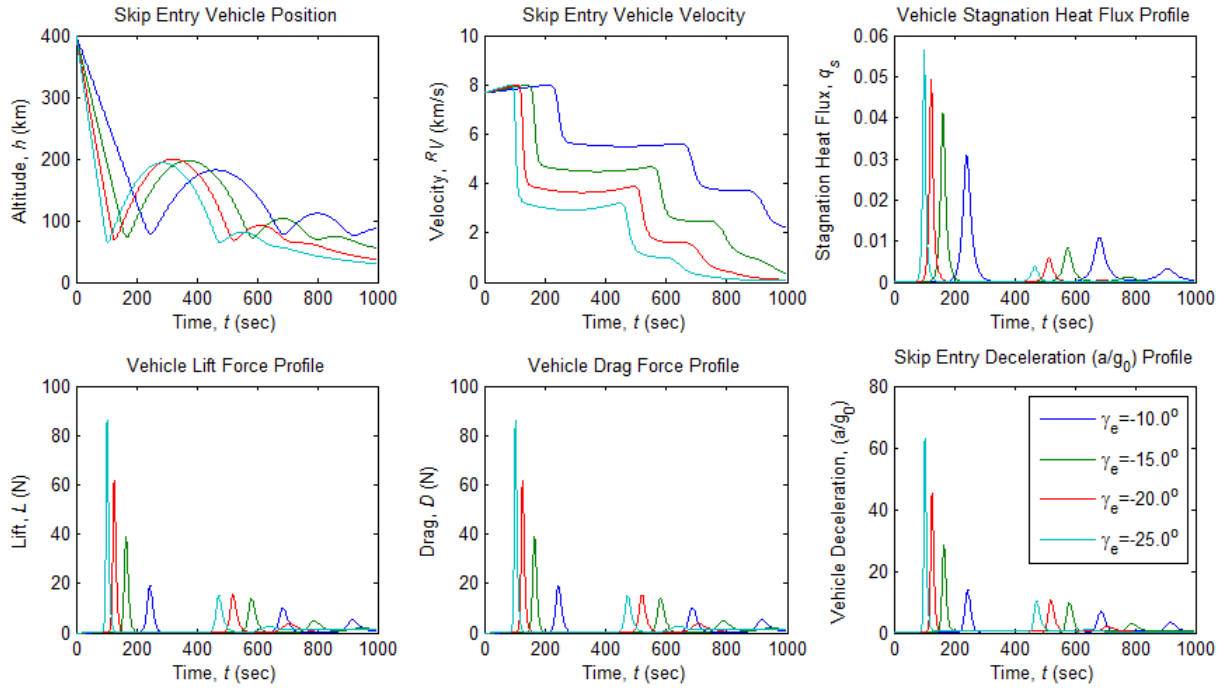 Skip Entry Vehicle Position
400
300
200
100
0
Altitude, h (km)
0 200 400 600 800 1000
Time, t (sec)
Skip Entry Vehicle Velocity
10
8
6
4
2
0
Velocity, ᴿV (km/s)
0 200 400 600 800 1000
Time, t (sec)
Vehicle Stagnation Heat Flux Profile
0.06
0.05
0.04
0.03
0.02
0.01
0
Stagnation Heat Flux, qₛ
0 200 400 600 800 1000
Time, t (sec)
Vehicle Lift Force Profile
100
80
60
40
20
0
Lift, L (N)
0 200 400 600 800 1000
Time, t (sec)
Vehicle Drag Force Profile
100
80
60
40
20
0
Drag, D (N)
0 200 400 600 800 1000
Time, t (sec)
Skip Entry Deceleration (a/g₀) Profile
80
60
40
20
0
Vehicle Deceleration, (a/g₀)
γₑ=-10.0º
γₑ=-15.0º
γₑ=-20.0º
γₑ=-25.0º
0 200 400 600 800 1000
Time, t (sec)